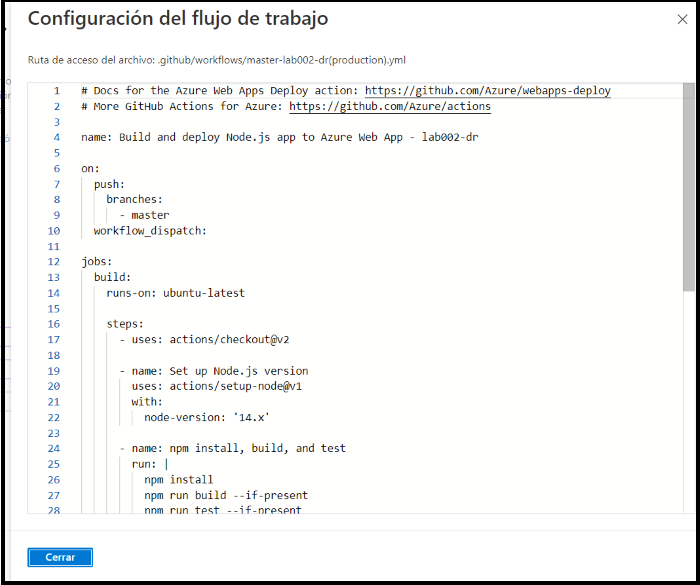 Configuración del flujo de trabajo
Ruta de acceso del archivo: .github/workflows/master-lab002-dr(production).yml
1 # Docs for the Azure Web Apps Deploy action: https://github.com/Azure/webapps-deploy
2 # More GitHub Actions for Azure: https://github.com/Azure/actions
3
4 name: Build and deploy Node.js app to Azure Web App - lab002-dr
5
6 on:
7   push:
8     branches:
9       - master
10   workflow_dispatch:
11
12 jobs:
13   build:
14     runs-on: ubuntu-latest
15
16     steps:
17       - uses: actions/checkout@v2
18
19       - name: Set up Node.js version
20         uses: actions/setup-node@v1
21         with:
22           node-version: '14.x'
23
24       - name: npm install, build, and test
25         run: |
26           npm install
27           npm run build --if-present
28           npm run test --if-present
Cerrar